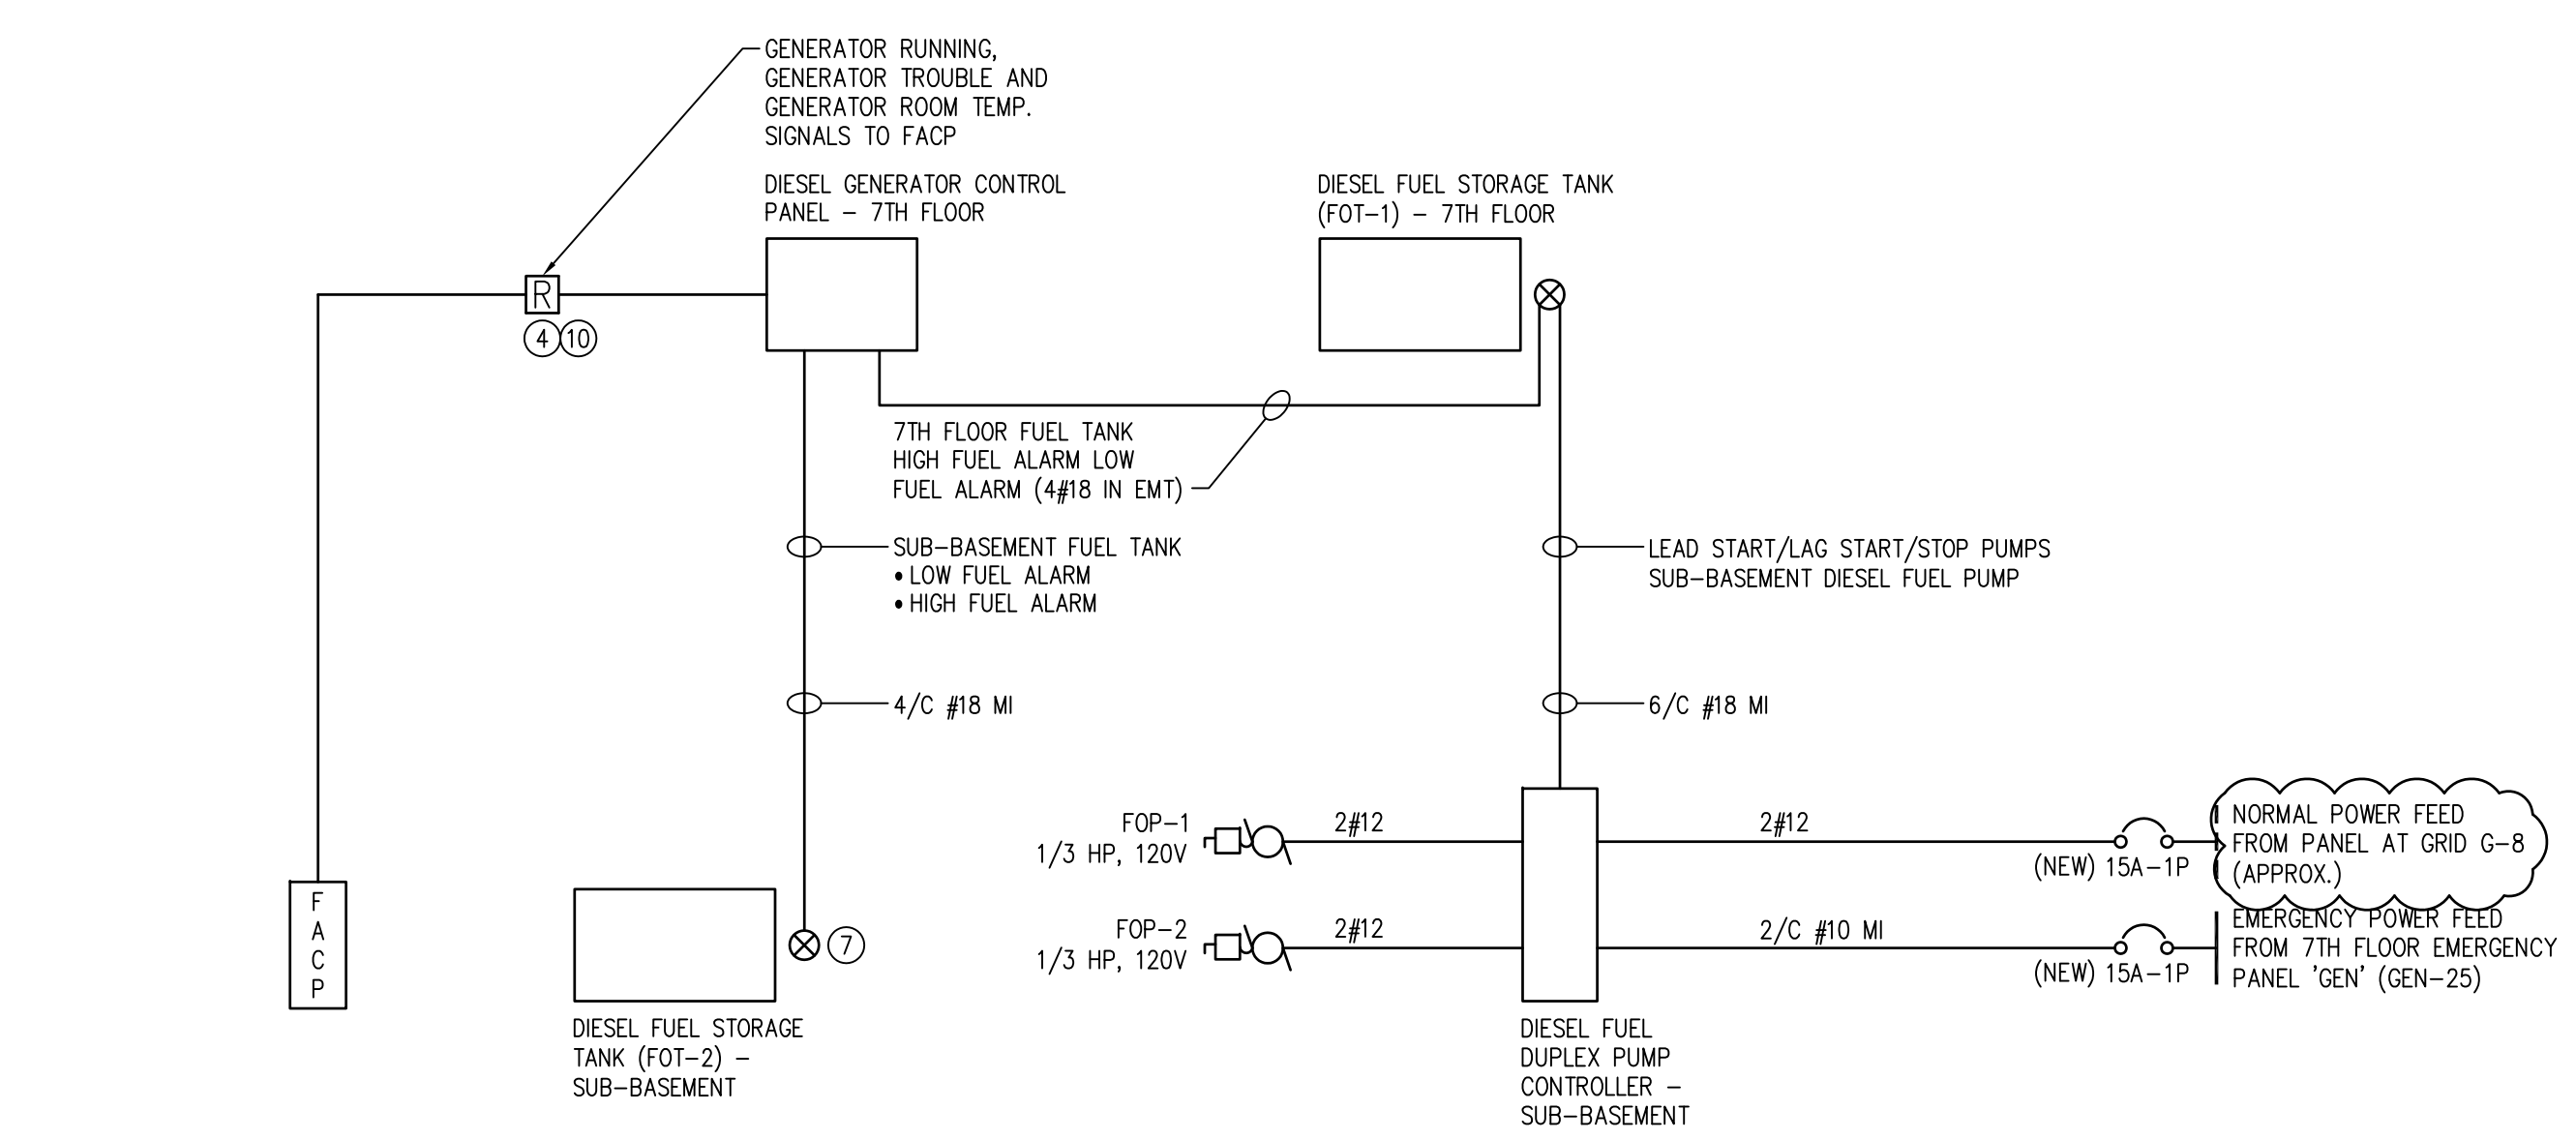 GENERATOR RUNNING,
GENERATOR TROUBLE AND
GENERATOR ROOM TEMP.
SIGNALS TO FACP
DIESEL GENERATOR CONTROL
PANEL – 7TH FLOOR
DIESEL FUEL STORAGE TANK
(FOT–1) – 7TH FLOOR
R
4 10
7TH FLOOR FUEL TANK
HIGH FUEL ALARM LOW
FUEL ALARM (4#18 IN EMT)
SUB–BASEMENT FUEL TANK
• LOW FUEL ALARM
• HIGH FUEL ALARM
LEAD START/LAG START/STOP PUMPS
SUB–BASEMENT DIESEL FUEL PUMP
4/C #18 MI
6/C #18 MI
FOP–1
1/3 HP, 120V
2#12
2#12
(NEW) 15A–1P
NORMAL POWER FEED
FROM PANEL AT GRID G–8
(APPROX.)
F
A
C
P
7
FOP–2
1/3 HP, 120V
2#12
2/C #10 MI
(NEW) 15A–1P
EMERGENCY POWER FEED
FROM 7TH FLOOR EMERGENCY
PANEL 'GEN' (GEN–25)
DIESEL FUEL STORAGE
TANK (FOT–2) –
SUB–BASEMENT
DIESEL FUEL
DUPLEX PUMP
CONTROLLER –
SUB–BASEMENT